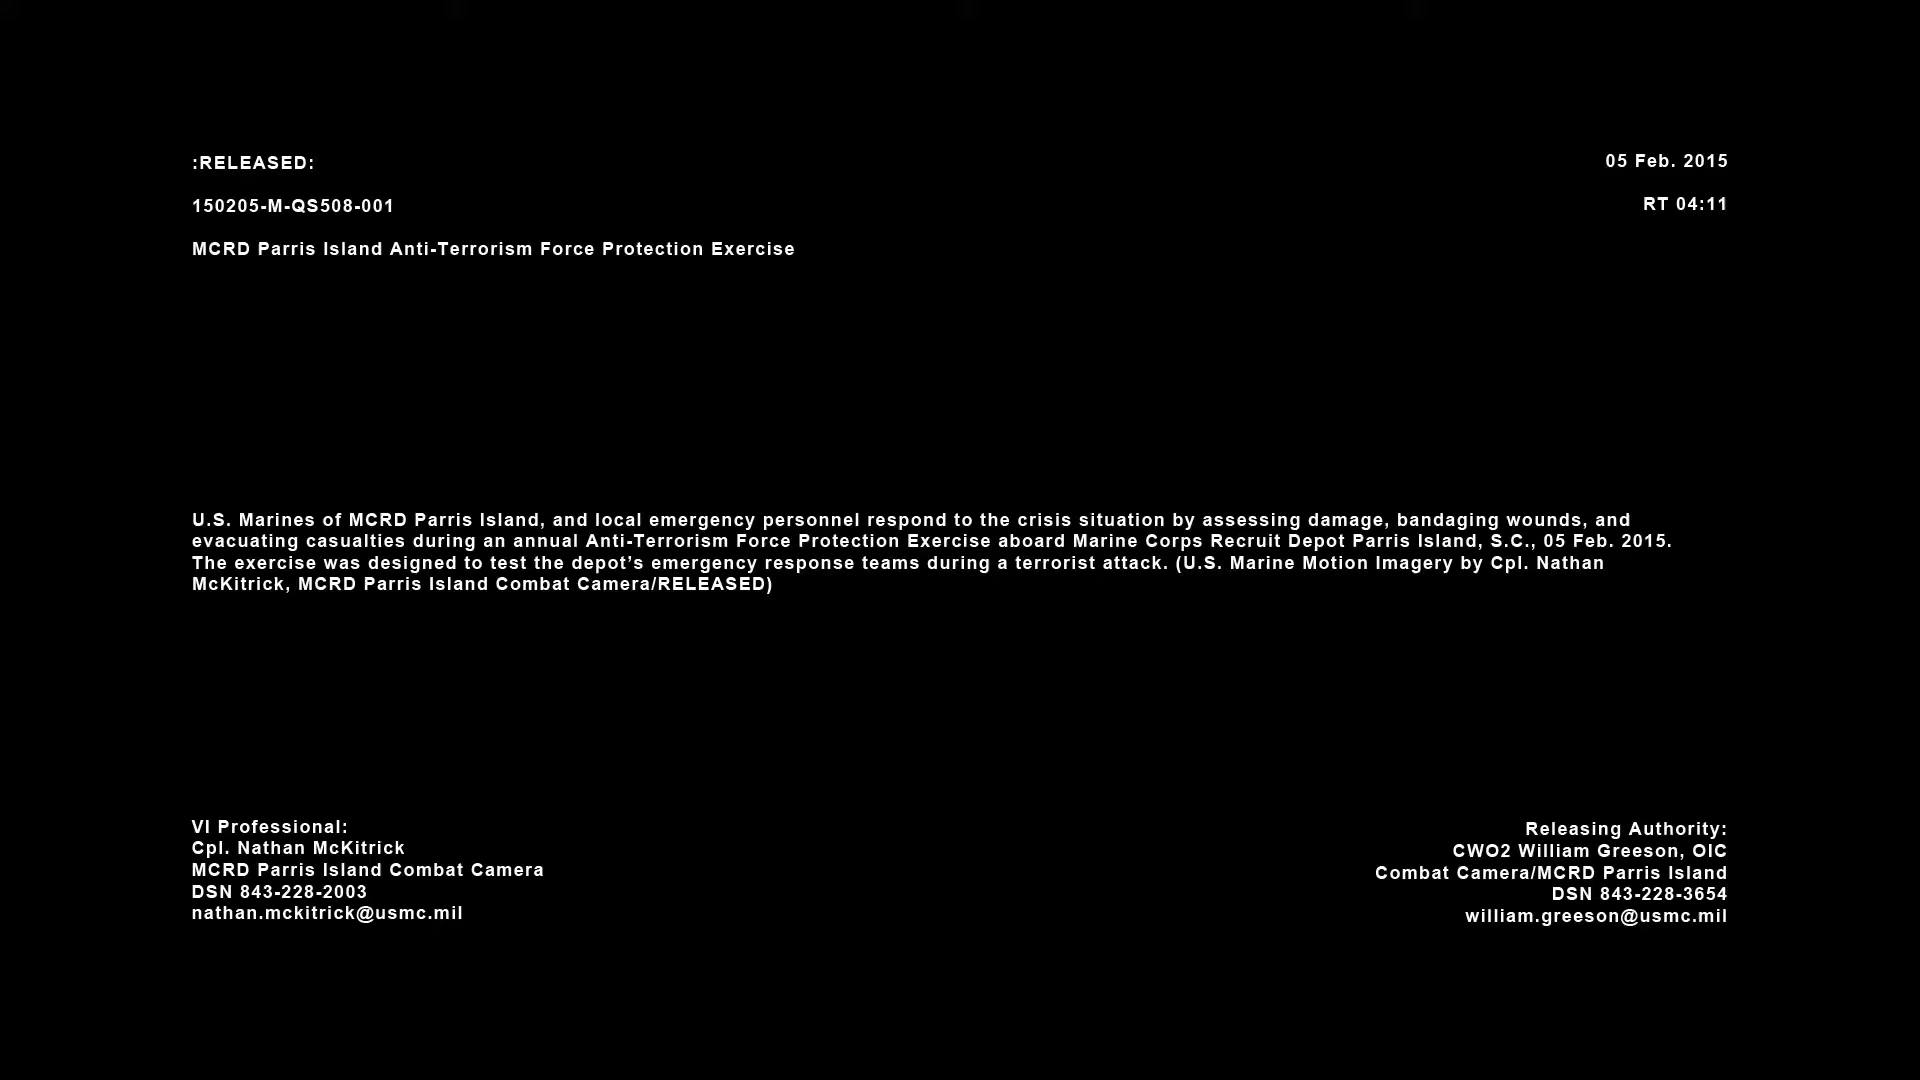 :RELEASED:
05 Feb. 2015
150205-M-QS508-001
RT 04:11
MCRD Parris Island Anti-Terrorism Force Protection Exercise
U.S. Marines of MCRD Parris Island, and local emergency personnel respond to the crisis situation by assessing damage, bandaging wounds, and
evacuating casualties during an annual Anti-Terrorism Force Protection Exercise aboard Marine Corps Recruit Depot Parris Island, S.C., 05 Feb. 2015.
The exercise was designed to test the depot’s emergency response teams during a terrorist attack. (U.S. Marine Motion Imagery by Cpl. Nathan
McKitrick, MCRD Parris Island Combat Camera/RELEASED)
VI Professional:
Cpl. Nathan McKitrick
MCRD Parris Island Combat Camera
DSN 843-228-2003
nathan.mckitrick@usmc.mil
Releasing Authority:
CWO2 William Greeson, OIC
Combat Camera/MCRD Parris Island
DSN 843-228-3654
william.greeson@usmc.mil